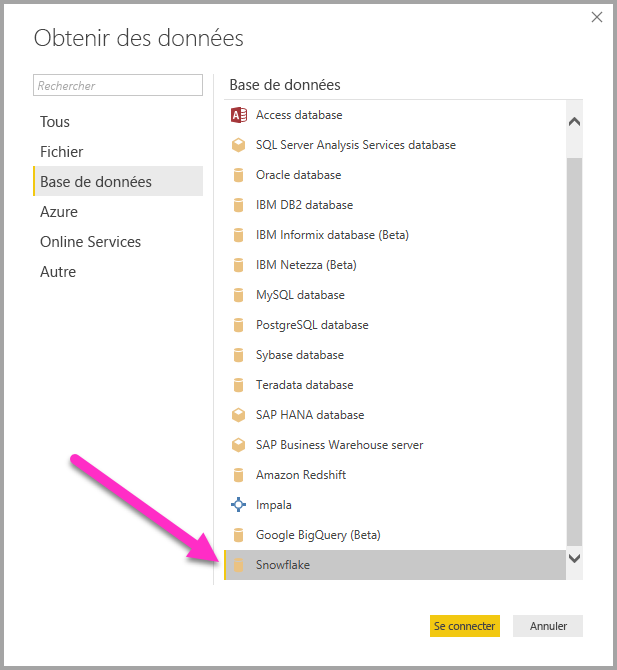 Obtenir des données
Rechercher
Tous
Fichier
Base de données
Azure
Online Services
Autre
Base de données
Access database
SQL Server Analysis Services database
Oracle database
IBM DB2 database
IBM Informix database (Beta)
IBM Netezza (Beta)
MySQL database
PostgreSQL database
Sybase database
Teradata database
SAP HANA database
SAP Business Warehouse server
Amazon Redshift
Impala
Google BigQuery (Beta)
Snowflake
Se connecter
Annuler